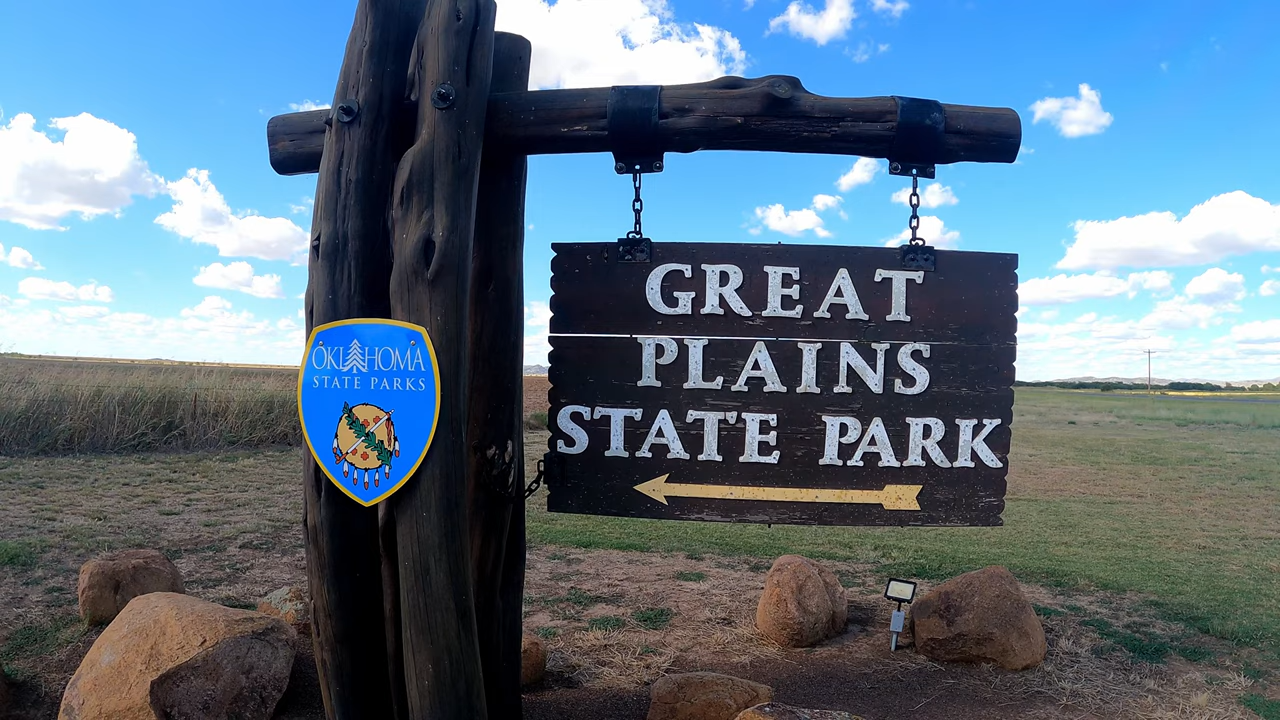 OKLAHOMA
STATE PARKS
GREAT
PLAINS
STATE PARK